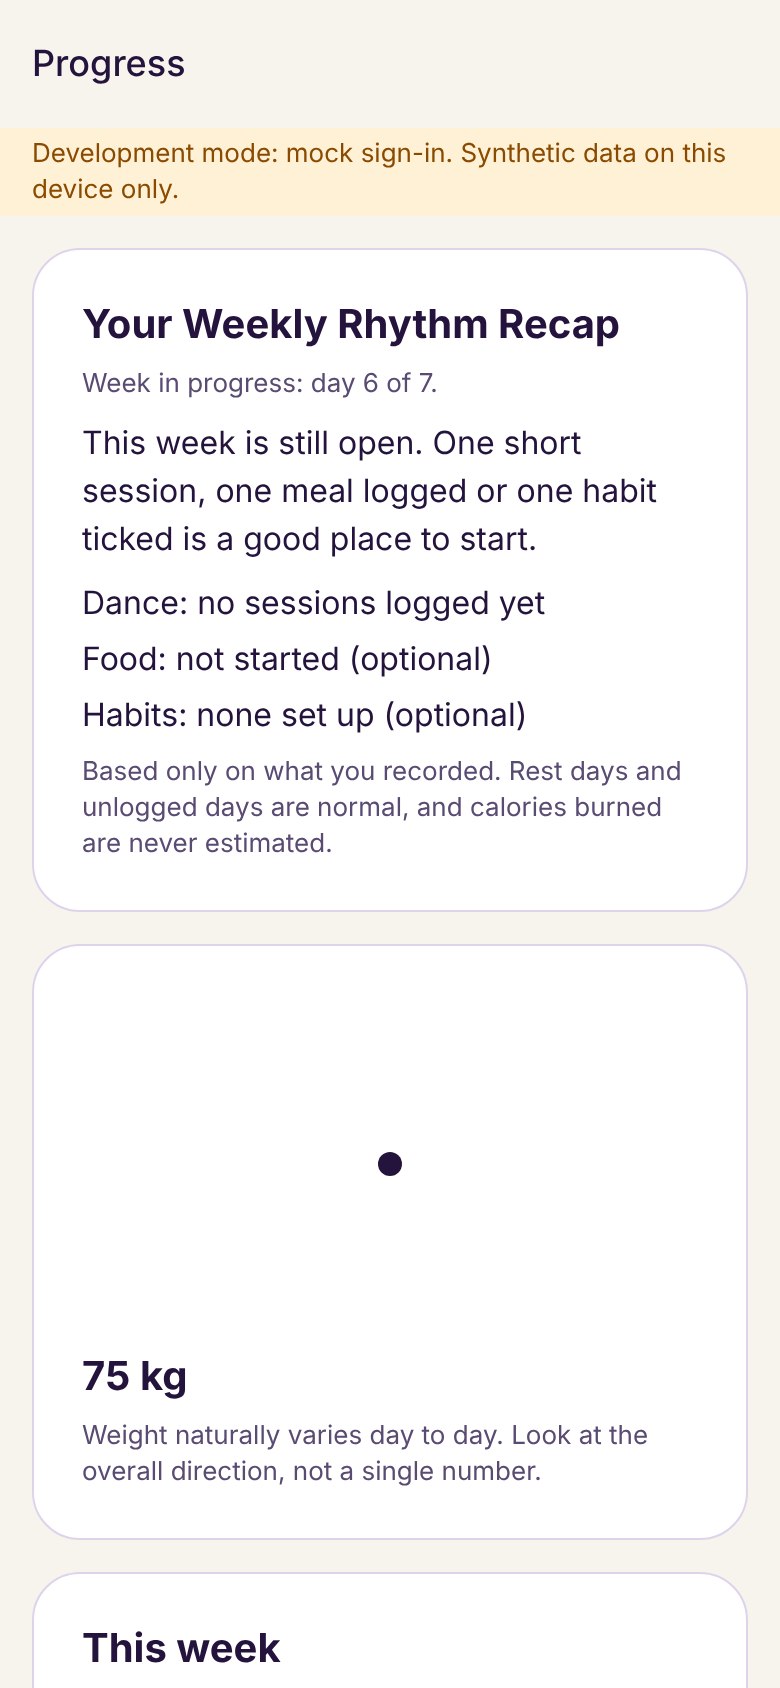 Progress
Development mode: mock sign-in. Synthetic data on this
device only.
Your Weekly Rhythm Recap
Week in progress: day 6 of 7.
This week is still open. One short
session, one meal logged or one habit
ticked is a good place to start.
Dance: no sessions logged yet
Food: not started (optional)
Habits: none set up (optional)
Based only on what you recorded. Rest days and
unlogged days are normal, and calories burned
are never estimated.
75 kg
Weight naturally varies day to day. Look at the
overall direction, not a single number.
This week